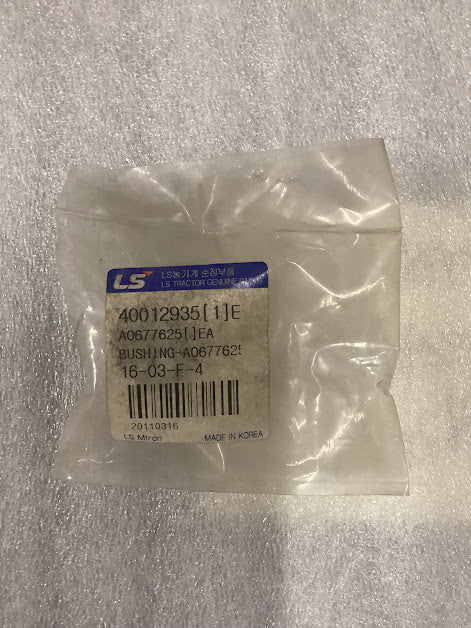 LS
LS농기계 순정부품
LS TRACTOR GENUINE PARTS
40012935[1]E
A0677625[]EA
BUSHING-A0677625
16-03-F-4
20110316
LS Mtron MADE IN KOREA